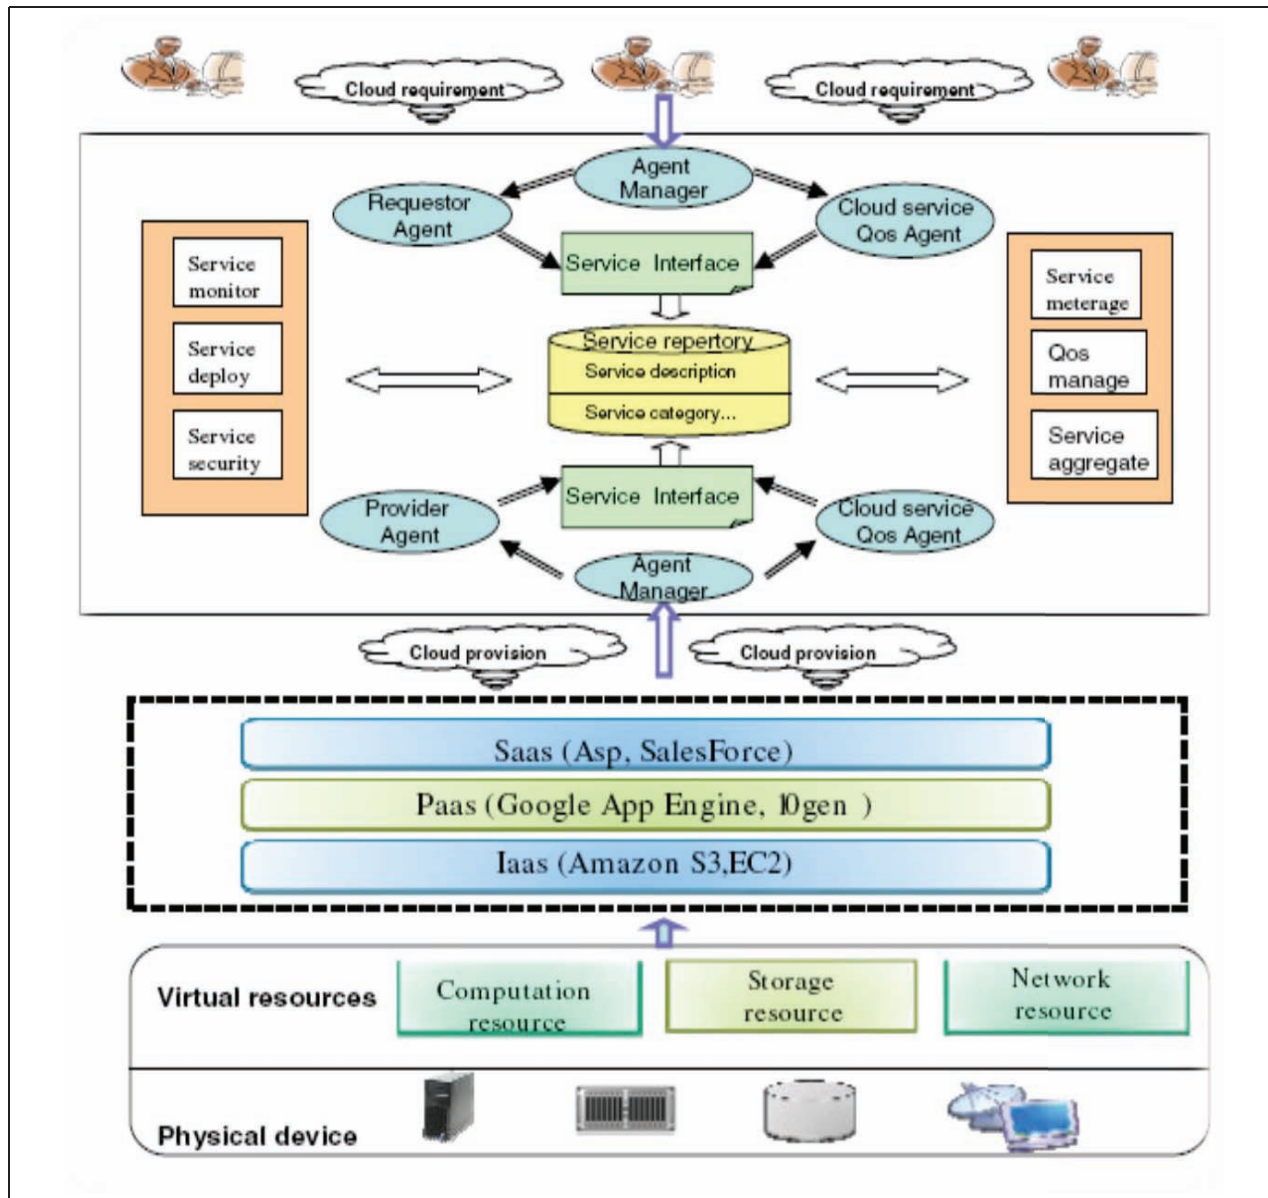 Cloud requirement
Cloud requirement
Agent
Manager
Requestor
Agent
Cloud service
Qos Agent
Service Interface
Service
monitor
Service
deploy
Service
security
Service repertory
Service description
Service category...
Service
meterage
Qos
manage
Service
aggregate
Service Interface
Provider
Agent
Cloud service
Qos Agent
Agent
Manager
Cloud provision
Cloud provision
Saas (Asp, SalesForce)
Paas (Google App Engine, 10gen )
Iaas (Amazon S3,EC2)
Virtual resources
Computation
resource
Storage
resource
Network
resource
Physical device